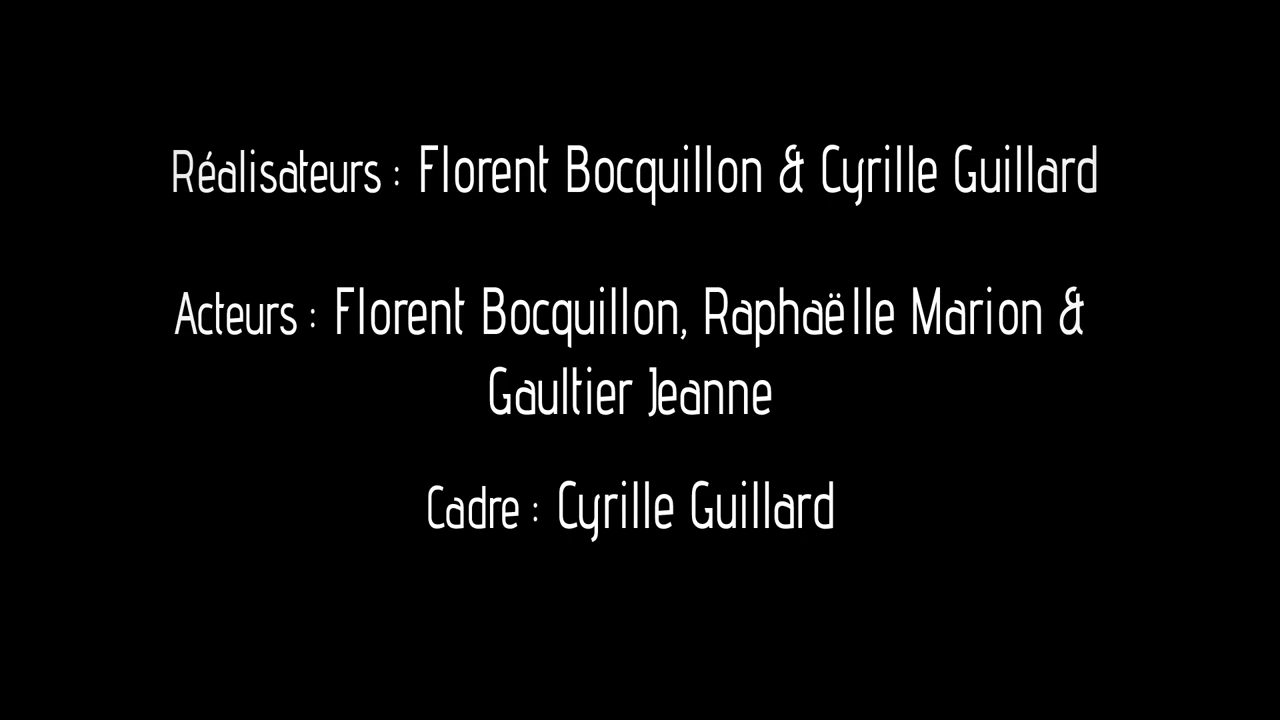 Réalisateurs : Florent Bocquillon & Cyrille Guillard
Acteurs : Florent Bocquillon, Raphaëlle Marion &
Gaultier Jeanne
Cadre : Cyrille Guillard